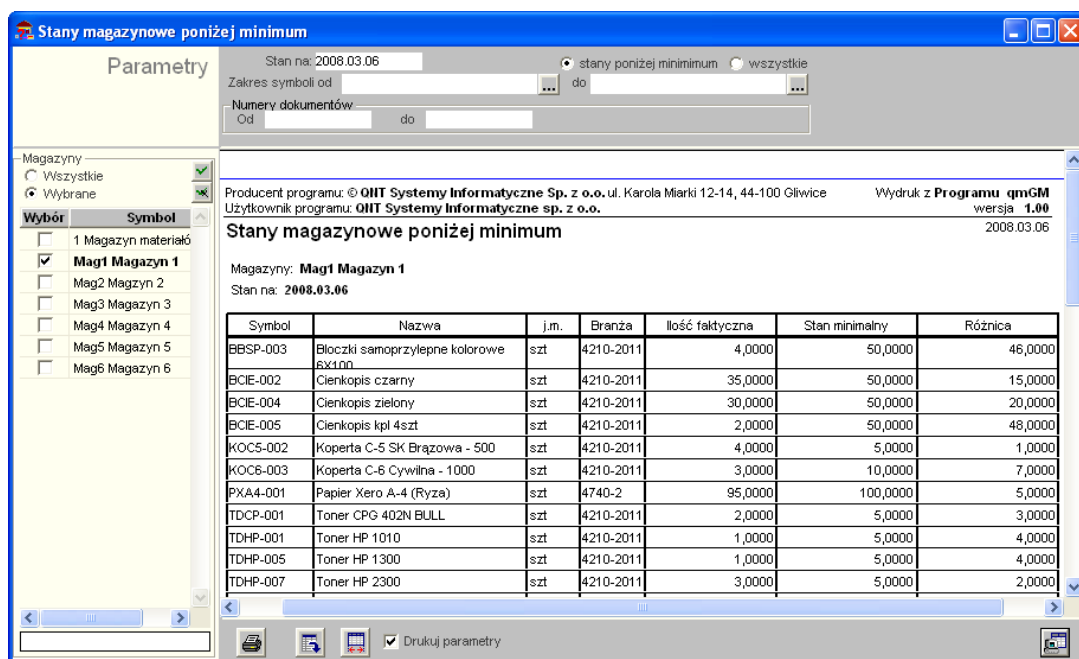 Stany magazynowe poniżej minimum
Parametry
Stan na: 2008.03.06
stany poniżej minimimum wszystkie
Zakres symboli od ... do ...
Numery dokumentów
Od do
Magazyny
Wszystkie
Wybrane
Wybór Symbol
1 Magazyn materiałó
Mag1 Magazyn 1
Mag2 Magzyn 2
Mag3 Magazyn 3
Mag4 Magazyn 4
Mag5 Magazyn 5
Mag6 Magazyn 6
Producent programu: © QNT Systemy Informatyczne Sp. z o.o. ul. Karola Miarki 12-14, 44-100 Gliwice Wydruk z Programu qmGM
Użytkownik programu: QNT Systemy Informatyczne sp. z o.o. wersja 1.00
Stany magazynowe poniżej minimum 2008.03.06
Magazyny: Mag1 Magazyn 1
Stan na: 2008.03.06
Symbol Nazwa j.m. Branża Ilość faktyczna Stan minimalny Różnica
BBSP-003 Bloczki samoprzylepne kolorowe szt 4210-2011 4,0000 50,0000 46,0000
6X100
BCIE-002 Cienkopis czarny szt 4210-2011 35,0000 50,0000 15,0000
BCIE-004 Cienkopis zielony szt 4210-2011 30,0000 50,0000 20,0000
BCIE-005 Cienkopis kpl 4szt szt 4210-2011 2,0000 50,0000 48,0000
KOC5-002 Koperta C-5 SK Brązowa - 500 szt 4210-2011 4,0000 5,0000 1,0000
KOC6-003 Koperta C-6 Cywilna - 1000 szt 4210-2011 3,0000 10,0000 7,0000
PXA4-001 Papier Xero A-4 (Ryza) szt 4740-2 95,0000 100,0000 5,0000
TDCP-001 Toner CPG 402N BULL szt 4210-2011 2,0000 5,0000 3,0000
TDHP-001 Toner HP 1010 szt 4210-2011 1,0000 5,0000 4,0000
TDHP-005 Toner HP 1300 szt 4210-2011 1,0000 5,0000 4,0000
TDHP-007 Toner HP 2300 szt 4210-2011 3,0000 5,0000 2,0000
Drukuj parametry